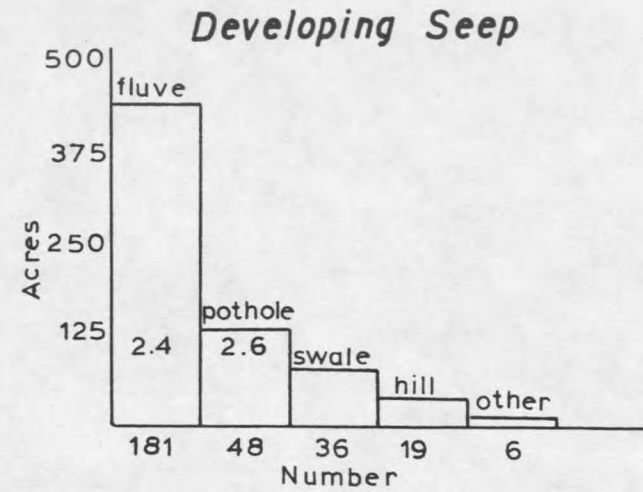 Developing Seep
500
fluve
375
250
Acres
pothole
125
2.4
2.6
swale
hill
other
181 48 36 19 6
Number